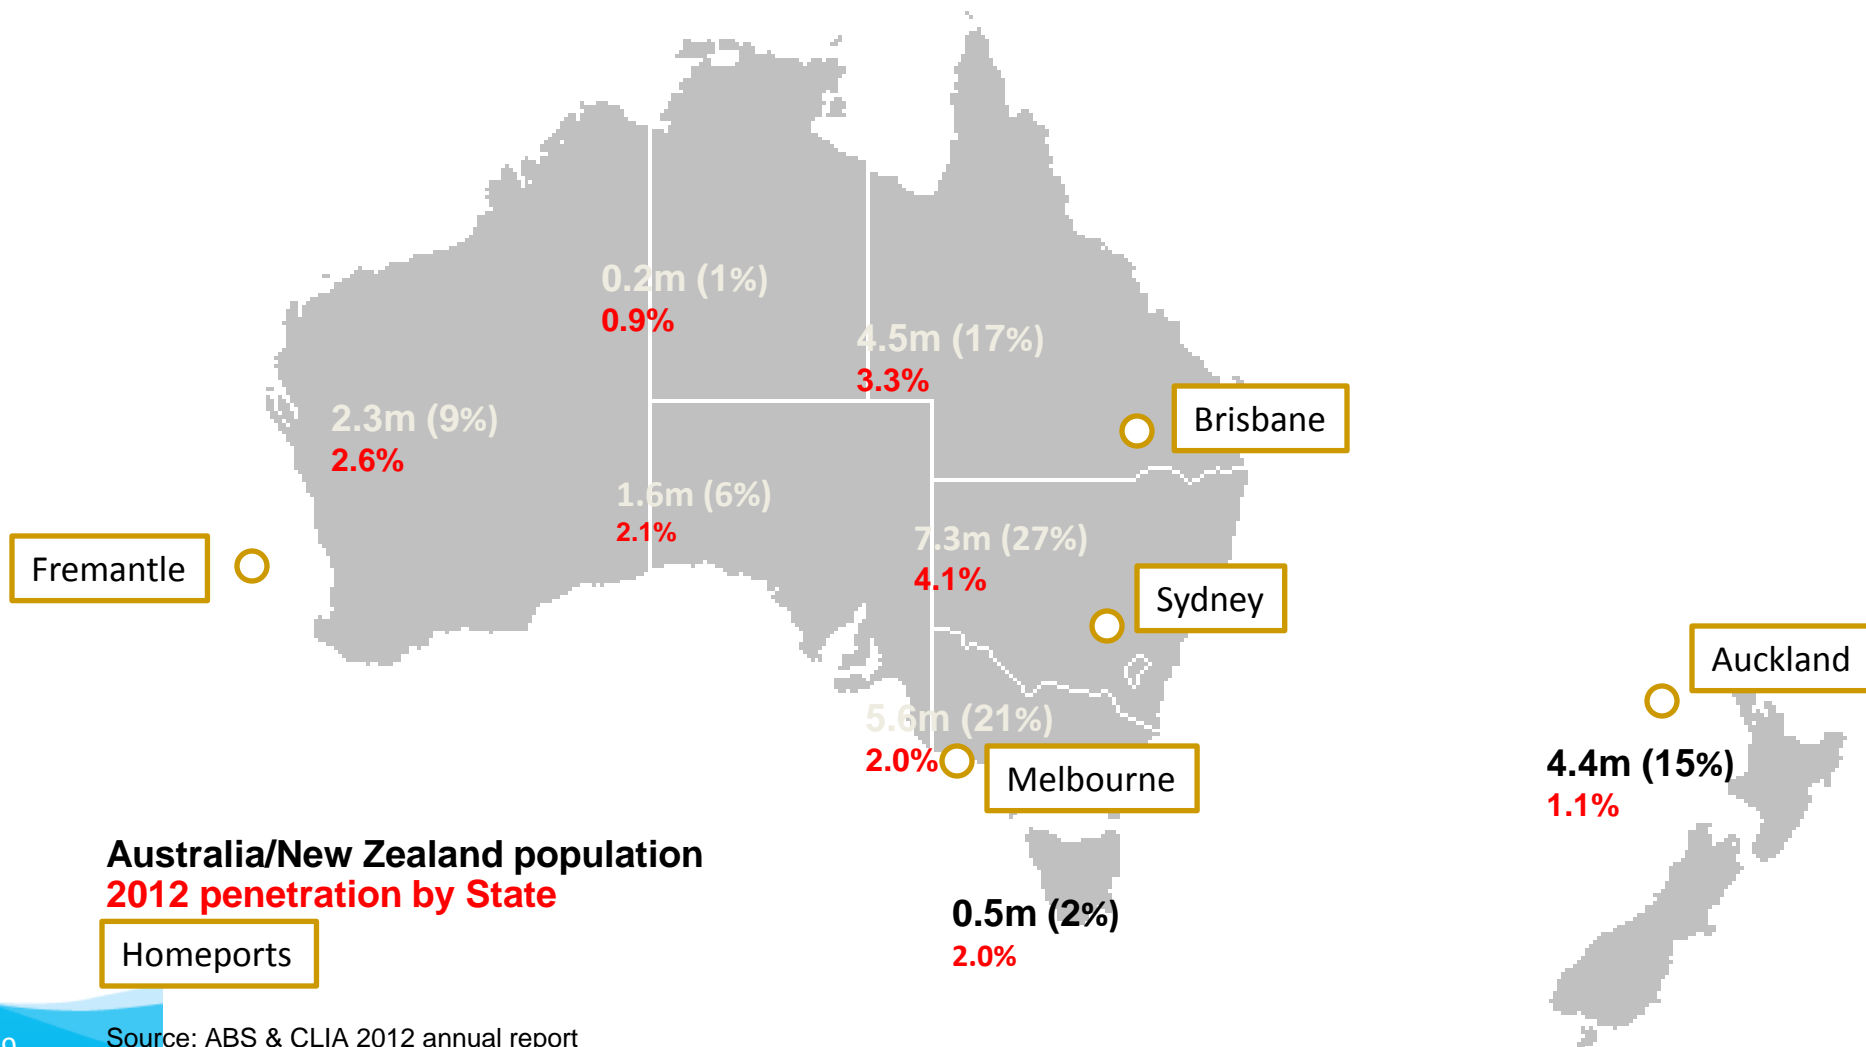 0.2m (1%)
0.9%
4.5m (17%)
3.3%
2.3m (9%)
2.6%
Brisbane
1.6m (6%)
2.1%
7.3m (27%)
4.1%
Fremantle
Sydney
Auckland
5.6m (21%)
2.0%
Melbourne
4.4m (15%)
1.1%
Australia/New Zealand population
2012 penetration by State
0.5m (2%)
2.0%
Homeports
Source: ABS & CLIA 2012 annual report